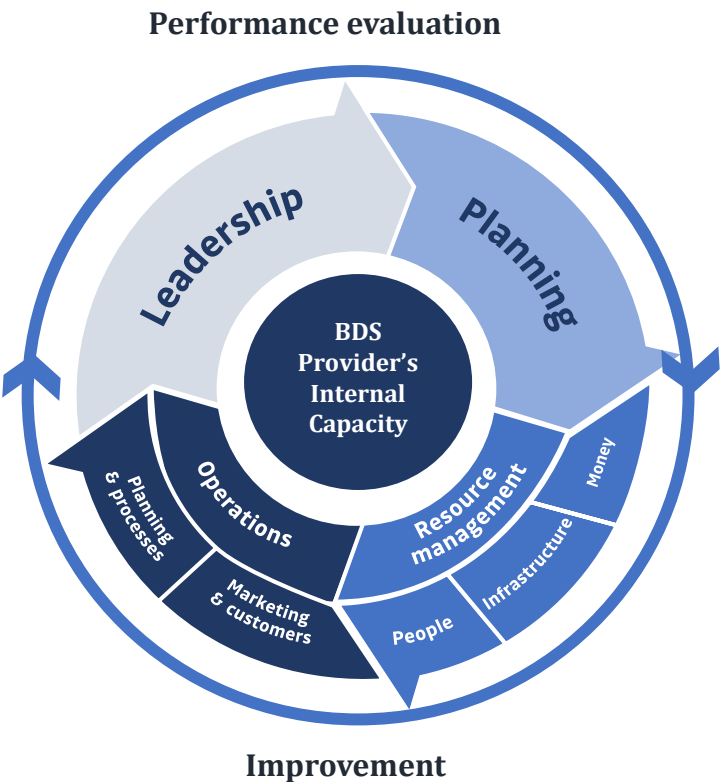 Performance evaluation
Leadership
Planning
BDS
Provider’s
Internal
Capacity
Operations
Planning
& processes
Marketing
& customers
Resource
management
Money
Infrastructure
People
Improvement